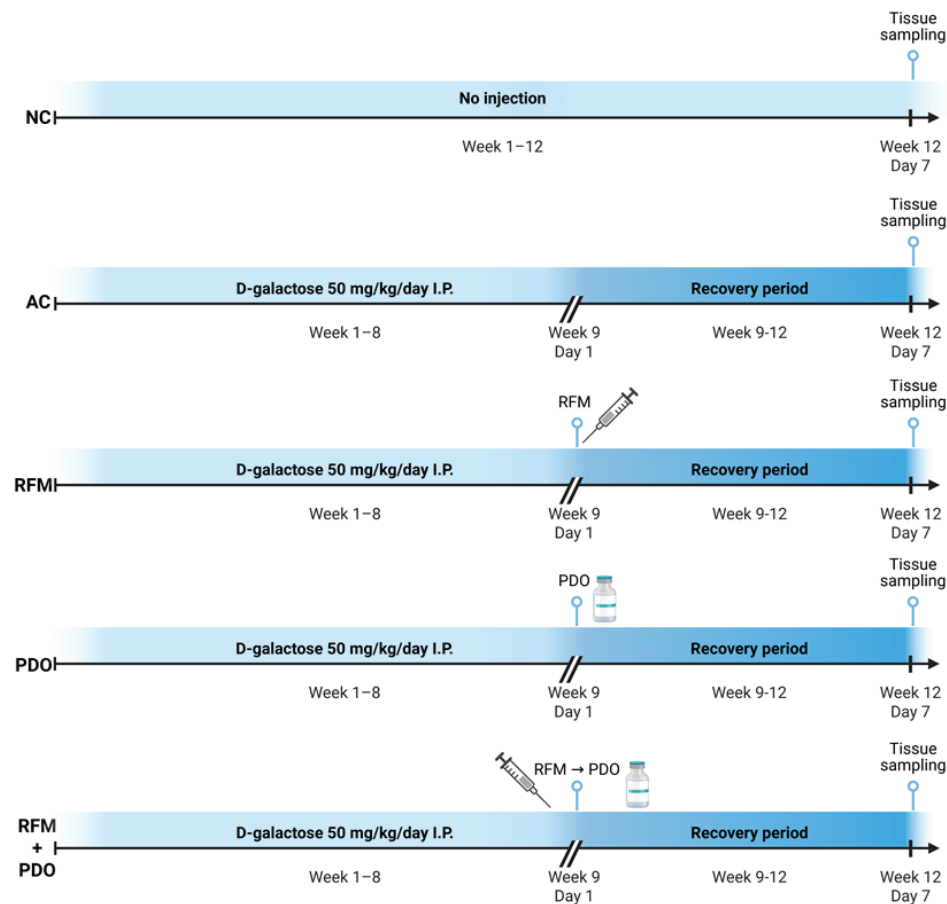 Tissue
sampling
No injection
NC
Week 1–12
Week 12
Day 7
Tissue
sampling
D-galactose 50 mg/kg/day I.P.
Recovery period
AC
Week 1–8
Week 9
Day 1
Week 9-12
Week 12
Day 7
RFM
Tissue
sampling
D-galactose 50 mg/kg/day I.P.
Recovery period
RFM
Week 1–8
Week 9
Day 1
Week 9-12
Week 12
Day 7
PDO
Tissue
sampling
D-galactose 50 mg/kg/day I.P.
Recovery period
PDO
Week 1–8
Week 9
Day 1
Week 9-12
Week 12
Day 7
RFM → PDO
Tissue
sampling
D-galactose 50 mg/kg/day I.P.
Recovery period
RFM
+
PDO
Week 1–8
Week 9
Day 1
Week 9-12
Week 12
Day 7